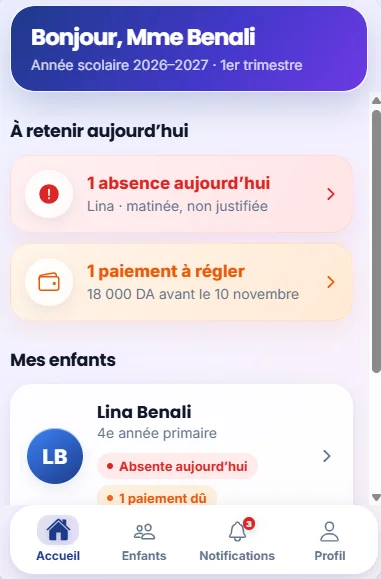 Bonjour, Mme Benali
Année scolaire 2026–2027 · 1er trimestre
À retenir aujourd’hui
1 absence aujourd’hui
Lina · matinée, non justifiée
1 paiement à régler
18 000 DA avant le 10 novembre
Mes enfants
Lina Benali
4e année primaire
LB
Absente aujourd’hui
1 paiement dû
3
Accueil
Enfants
Notifications
Profil